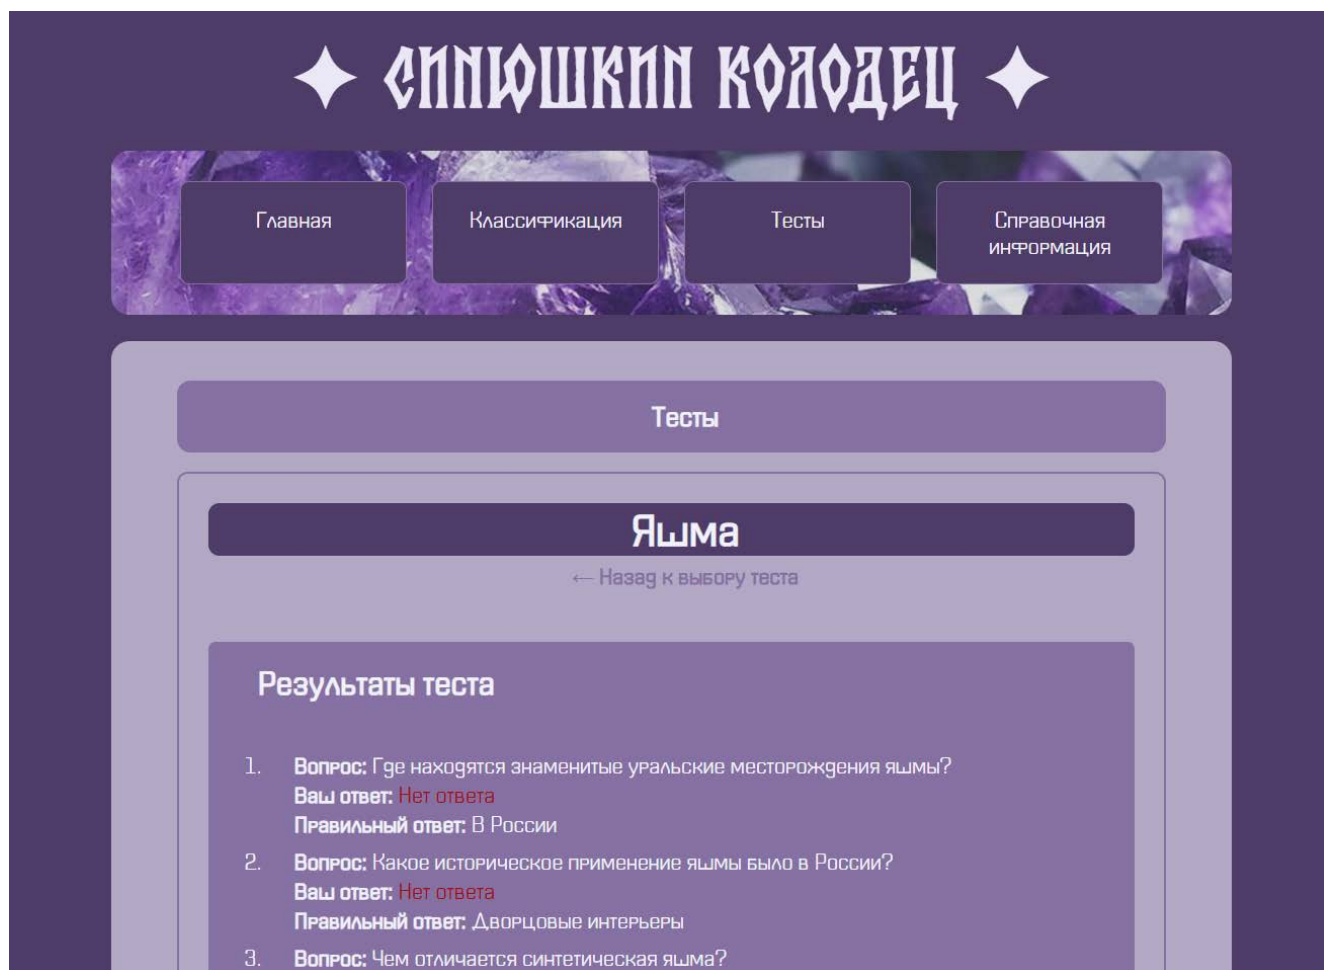 СИНЮШКИН КОЛОДЕЦ
Главная
Классификация
Тесты
Справочная
информация
Тесты
Яшма
← Назад к выбору теста
Результаты теста
1. Вопрос: Где находятся знаменитые уральские месторождения яшмы?
Ваш ответ: Нет ответа
Правильный ответ: В России
2. Вопрос: Какое историческое применение яшмы было в России?
Ваш ответ: Нет ответа
Правильный ответ: Дворцовые интерьеры
3. Вопрос: Чем отличается синтетическая яшма?